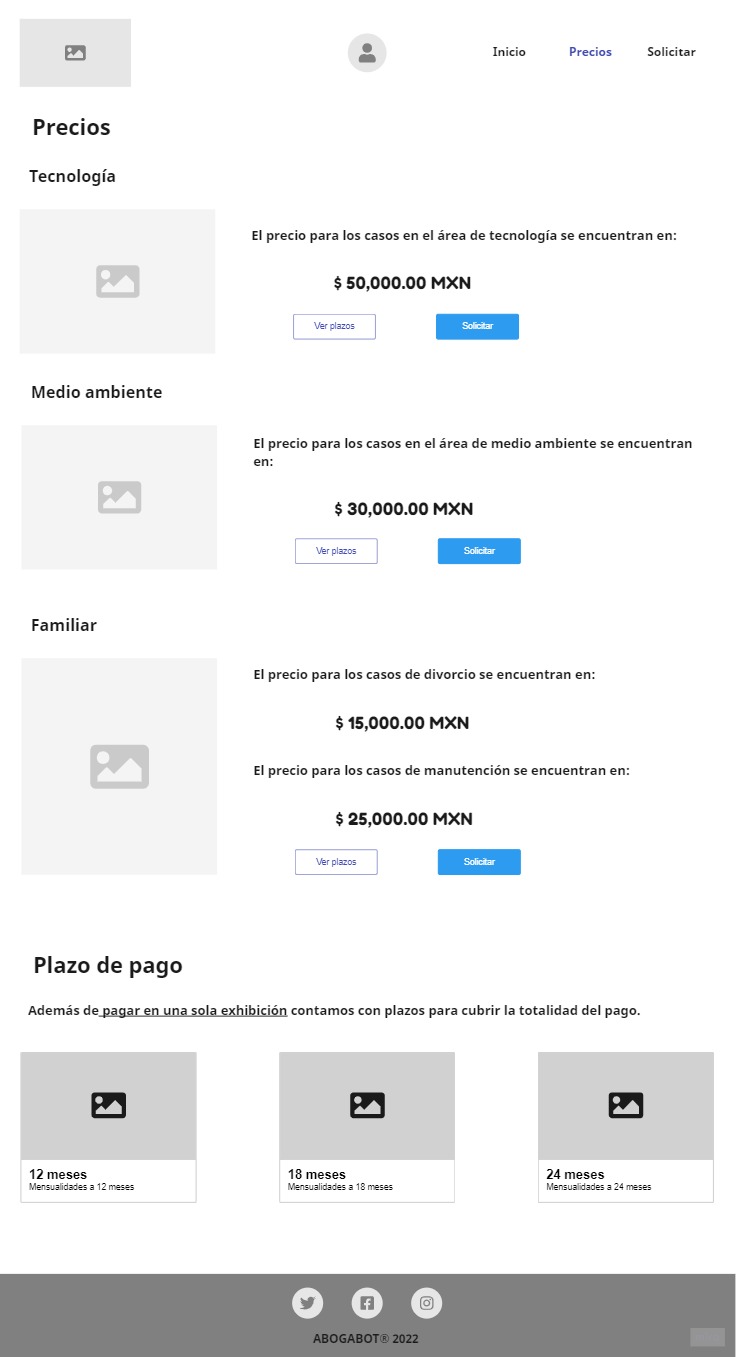 Inicio Precios Solicitar
Precios
Tecnología
El precio para los casos en el área de tecnología se encuentran en:
$ 50,000.00 MXN
Ver plazos Solicitar
Medio ambiente
El precio para los casos en el área de medio ambiente se encuentran
en:
$ 30,000.00 MXN
Ver plazos Solicitar
Familiar
El precio para los casos de divorcio se encuentran en:
$ 15,000.00 MXN
El precio para los casos de manutención se encuentran en:
$ 25,000.00 MXN
Ver plazos Solicitar
Plazo de pago
Además de pagar en una sola exhibición contamos con plazos para cubrir la totalidad del pago.
12 meses
Mensualidades a 12 meses
18 meses
Mensualidades a 18 meses
24 meses
Mensualidades a 24 meses
ABOGABOT® 2022